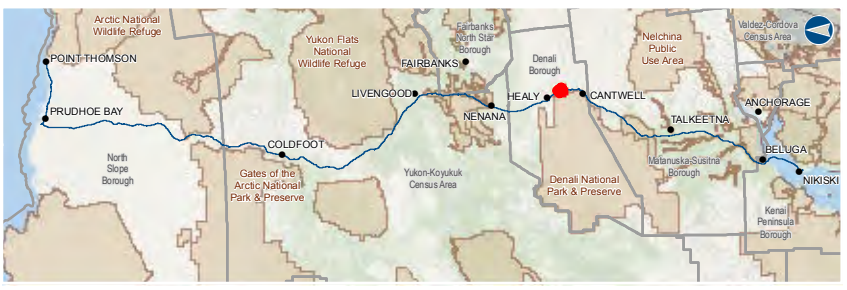 Arctic National
Wildlife Refuge
POINT THOMSON
PRUDHOE BAY
North
Slope
Borough
COLDFOOT
Gates of the
Arctic National
Park & Preserve
Yukon Flats
National
Wildlife Refuge
LIVENGOOD
FAIRBANKS
Fairbanks
North Star
Borough
NENANA
Yukon-Koyukuk
Census Area
Denali
Borough
HEALY
CANTWELL
Denali National
Park & Preserve
Nelchina
Public
Use Area
TALKEETNA
Matanuska-Susitna
Borough
Valdez-Cordova
Census Area
ANCHORAGE
BELUGA
NIKISKI
Kenai
Peninsula
Borough